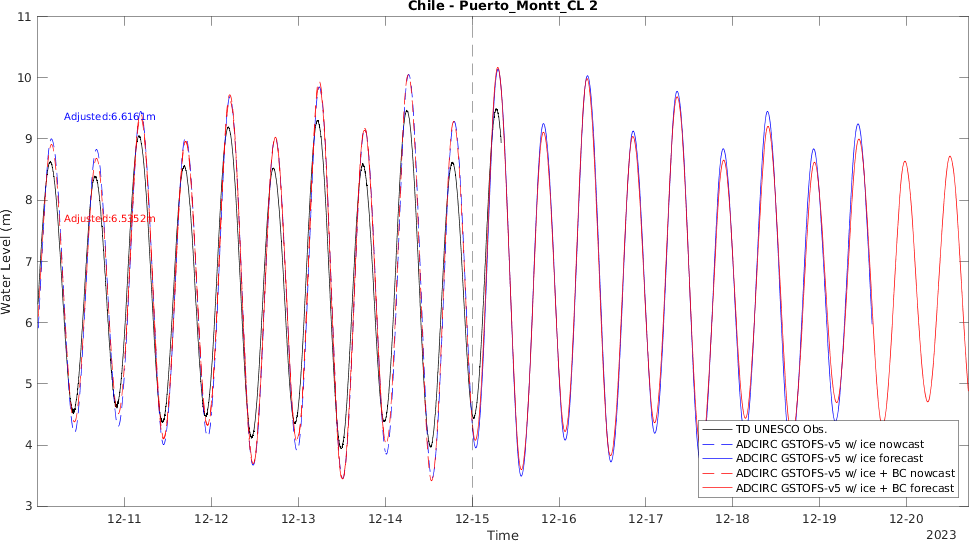 Chile - Puerto_Montt_CL 2
11
10
9
8
7
6
5
4
3
Water Level (m)
Adjusted:6.6161m
Adjusted:6.5352m
TD UNESCO Obs.
ADCIRC GSTOFS-v5 w/ ice nowcast
ADCIRC GSTOFS-v5 w/ ice forecast
ADCIRC GSTOFS-v5 w/ ice + BC nowcast
ADCIRC GSTOFS-v5 w/ ice + BC forecast
12-11 12-12 12-13 12-14 12-15 12-16 12-17 12-18 12-19 12-20
Time
2023